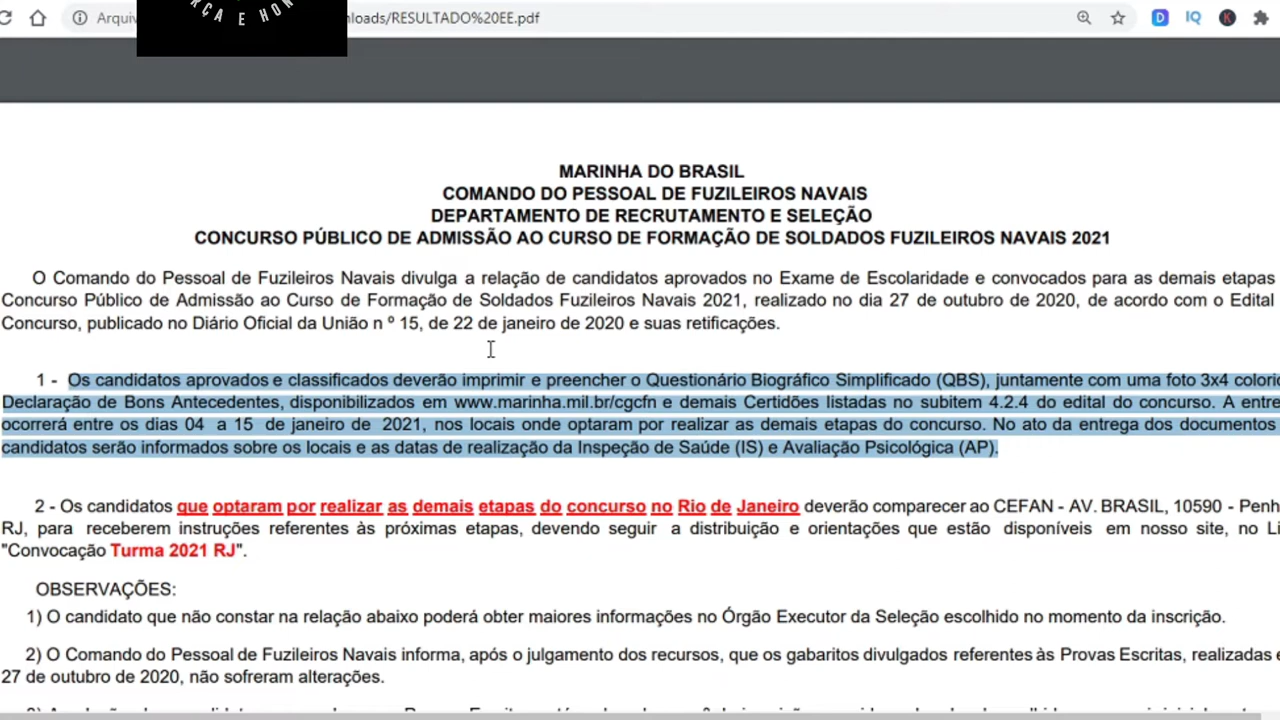 Arquiv
nloads/RESULTADO%20EE.pdf
D
IQ
K
RÇA E HON
MARINHA DO BRASIL
COMANDO DO PESSOAL DE FUZILEIROS NAVAIS
DEPARTAMENTO DE RECRUTAMENTO E SELEÇÃO
CONCURSO PÚBLICO DE ADMISSÃO AO CURSO DE FORMAÇÃO DE SOLDADOS FUZILEIROS NAVAIS 2021
O Comando do Pessoal de Fuzileiros Navais divulga a relação de candidatos aprovados no Exame de Escolaridade e convocados para as demais etapas
Concurso Público de Admissão ao Curso de Formação de Soldados Fuzileiros Navais 2021, realizado no dia 27 de outubro de 2020, de acordo com o Edital
Concurso, publicado no Diário Oficial da União n º 15, de 22 de janeiro de 2020 e suas retificações.
1 - Os candidatos aprovados e classificados deverão imprimir e preencher o Questionário Biográfico Simplificado (QBS), juntamente com uma foto 3x4 colori
Declaração de Bons Antecedentes, disponibilizados em www.marinha.mil.br/cgcfn e demais Certidões listadas no subitem 4.2.4 do edital do concurso. A entre
ocorrerá entre os dias 04 a 15 de janeiro de 2021, nos locais onde optaram por realizar as demais etapas do concurso. No ato da entrega dos documentos
candidatos serão informados sobre os locais e as datas de realização da Inspeção de Saúde (IS) e Avaliação Psicológica (AP).
2 - Os candidatos que optaram por realizar as demais etapas do concurso no Rio de Janeiro deverão comparecer ao CEFAN - AV. BRASIL, 10590 - Penh
RJ, para receberem instruções referentes às próximas etapas, devendo seguir a distribuição e orientações que estão disponíveis em nosso site, no Li
"Convocação Turma 2021 RJ".
OBSERVAÇÕES:
1) O candidato que não constar na relação abaixo poderá obter maiores informações no Órgão Executor da Seleção escolhido no momento da inscrição.
2) O Comando do Pessoal de Fuzileiros Navais informa, após o julgamento dos recursos, que os gabaritos divulgados referentes às Provas Escritas, realizadas e
27 de outubro de 2020, não sofreram alterações.